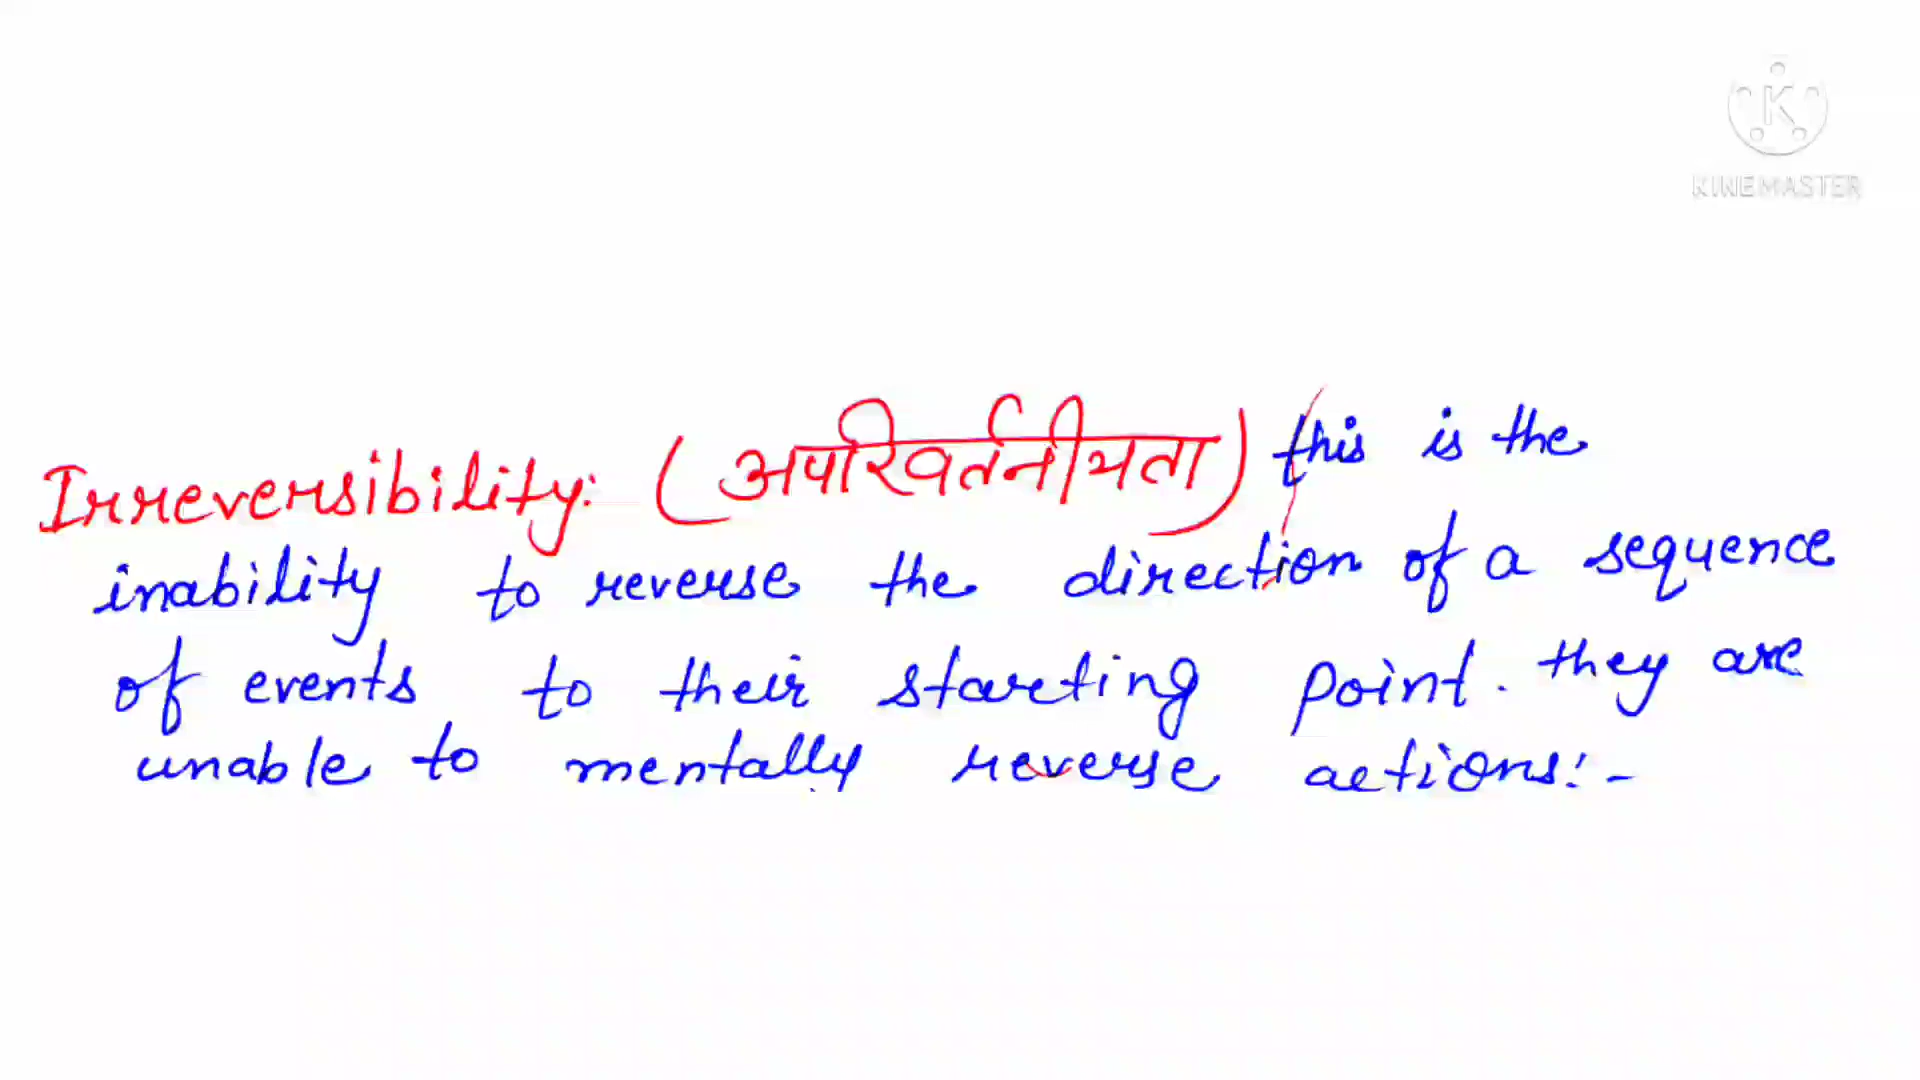 KINEMASTER
Irreversibility: (अपरिवर्तनीयता) this is the
inability to reverse the direction of a sequence
of events to their starting point. they are
unable to mentally reverse actions:-